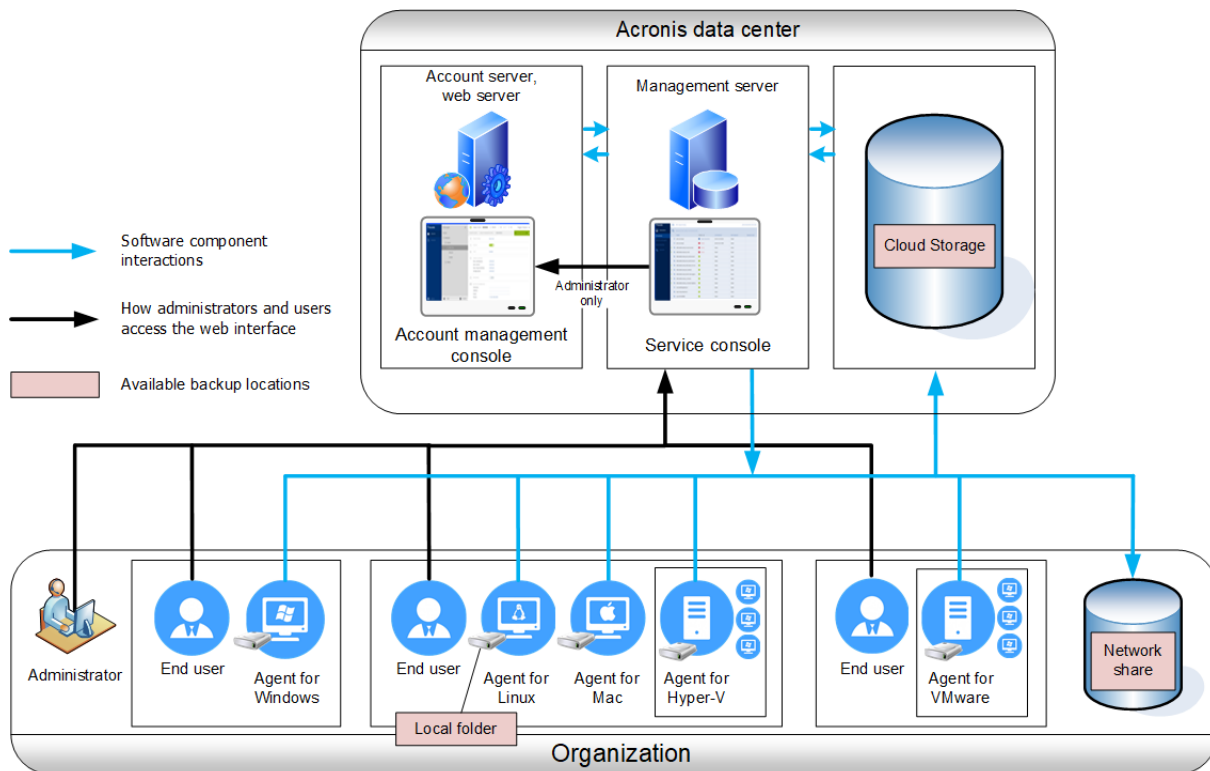 Acronis data center
Account server,
web server
Management server
Cloud Storage
Administrator
only
Account management
console
Service console
Software component
interactions
How administrators and users
access the web interface
Available backup locations
Administrator
End user
Agent for
Windows
End user
Agent for
Linux
Agent for
Mac
Agent for
Hyper-V
Local folder
End user
Agent for
VMware
Network
share
Organization